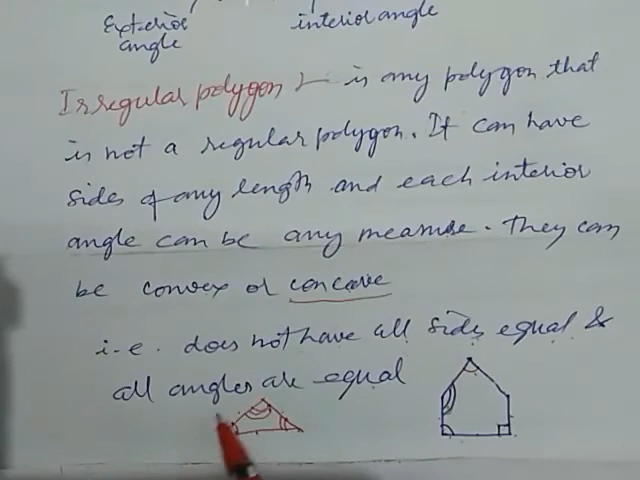 Exterior interior angle
angle
Irregular polygon :- is any polygon that
is not a regular polygon. It can have
sides of any length and each interior
angle can be any measure. They can
be convex or concave
i.e. does not have all sides equal &
all angles are equal